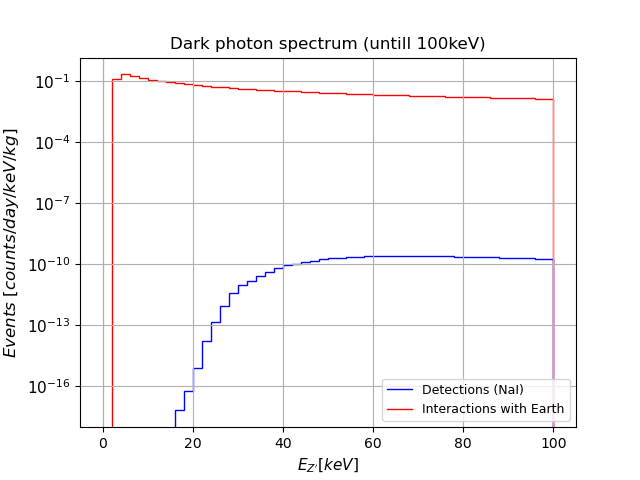 Dark photon spectrum (untill 100keV)
Events [counts/day/keV/kg]
10⁻¹
10⁻⁴
10⁻⁷
10⁻¹⁰
10⁻¹³
10⁻¹⁶
Detections (NaI)
Interactions with Earth
0 20 40 60 80 100
E_{Z'}[keV]